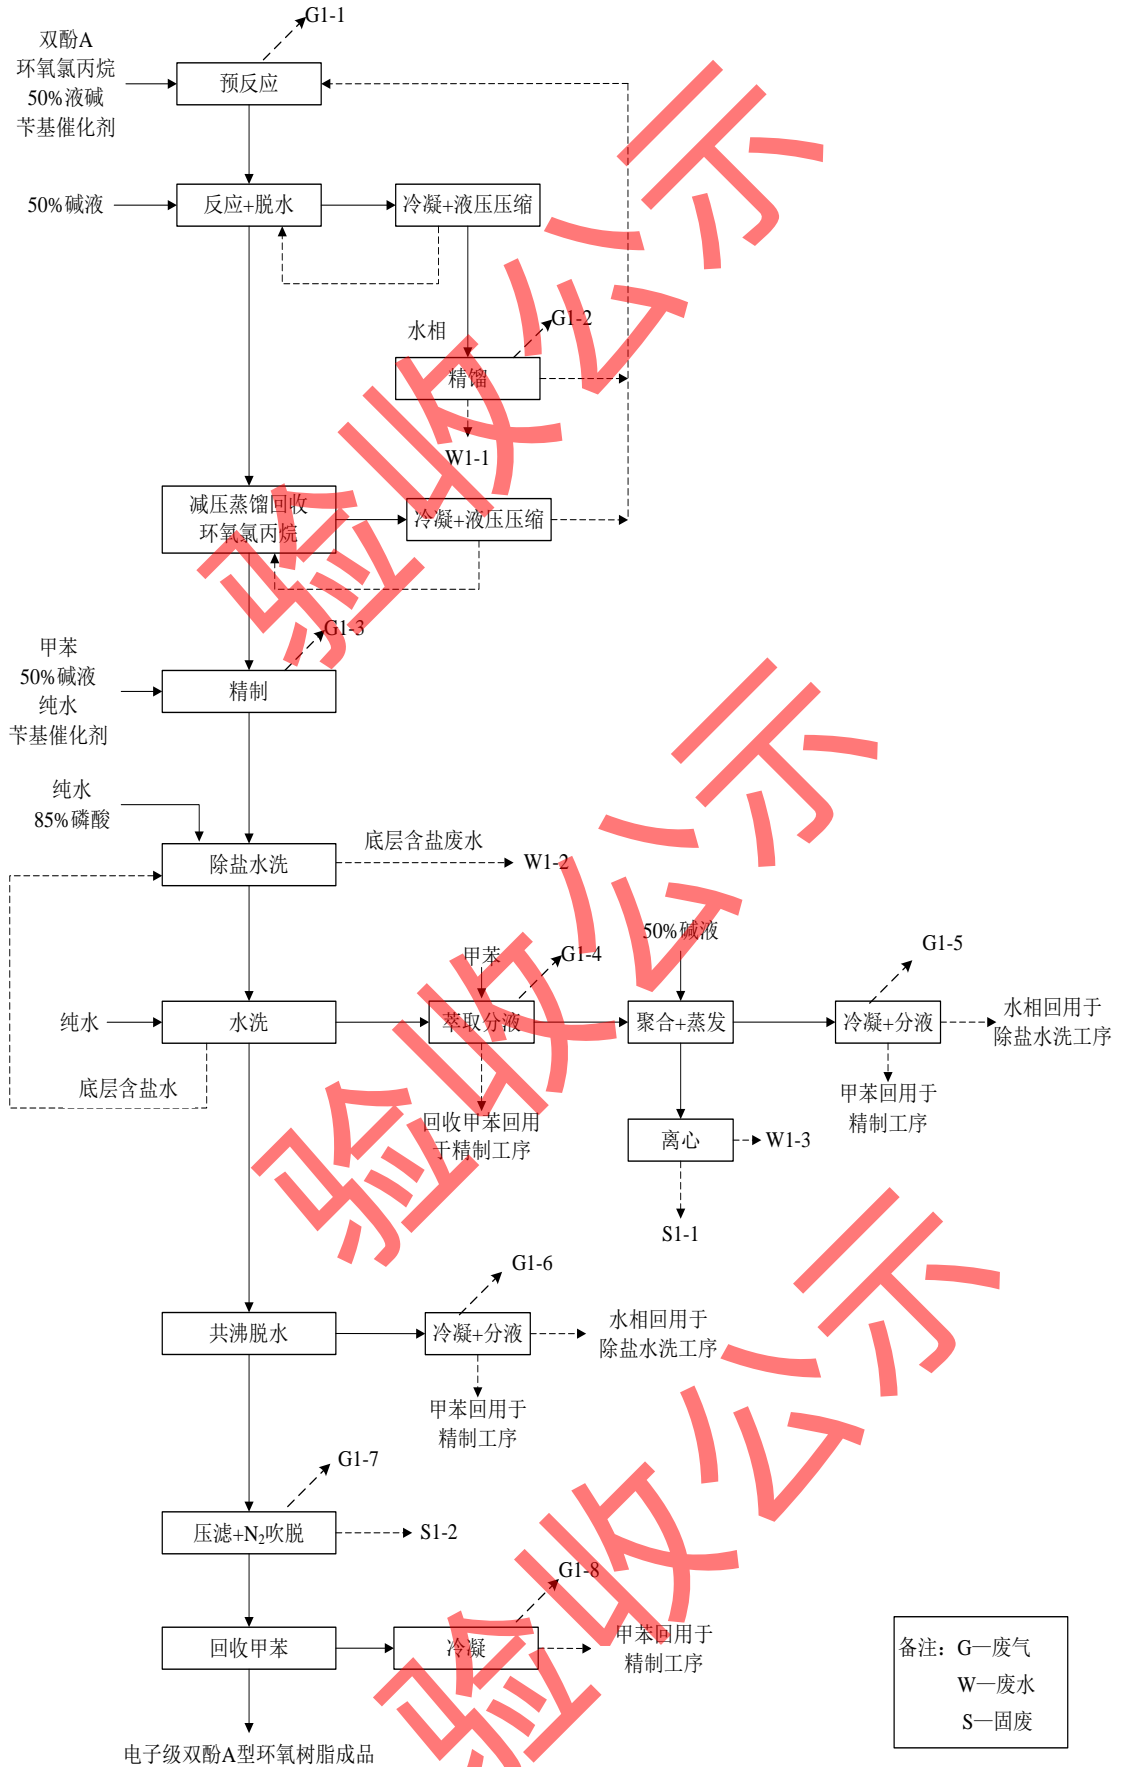 G1-1
双酚A
环氧氯丙烷
50%液碱
苄基催化剂
预反应
50%碱液
反应+脱水
冷凝+液压压缩
水相
G1-2
精馏
W1-1
减压蒸馏回收
环氧氯丙烷
冷凝+液压压缩
G1-3
甲苯
50%碱液
纯水
苄基催化剂
精制
纯水
85%磷酸
除盐水洗
底层含盐废水
W1-2
50%碱液
甲苯
G1-4
G1-5
纯水
水洗
萃取分液
聚合+蒸发
冷凝+分液
水相回用于
除盐水洗工序
底层含盐水
回收甲苯回用
于精制工序
甲苯回用于
精制工序
离心
W1-3
S1-1
G1-6
共沸脱水
冷凝+分液
水相回用于
除盐水洗工序
甲苯回用于
精制工序
G1-7
压滤+N₂吹脱
S1-2
G1-8
回收甲苯
冷凝
甲苯回用于
精制工序
电子级双酚A型环氧树脂成品
备注：G—废气
W—废水
S—固废
验收公示
验收公示
验收公示